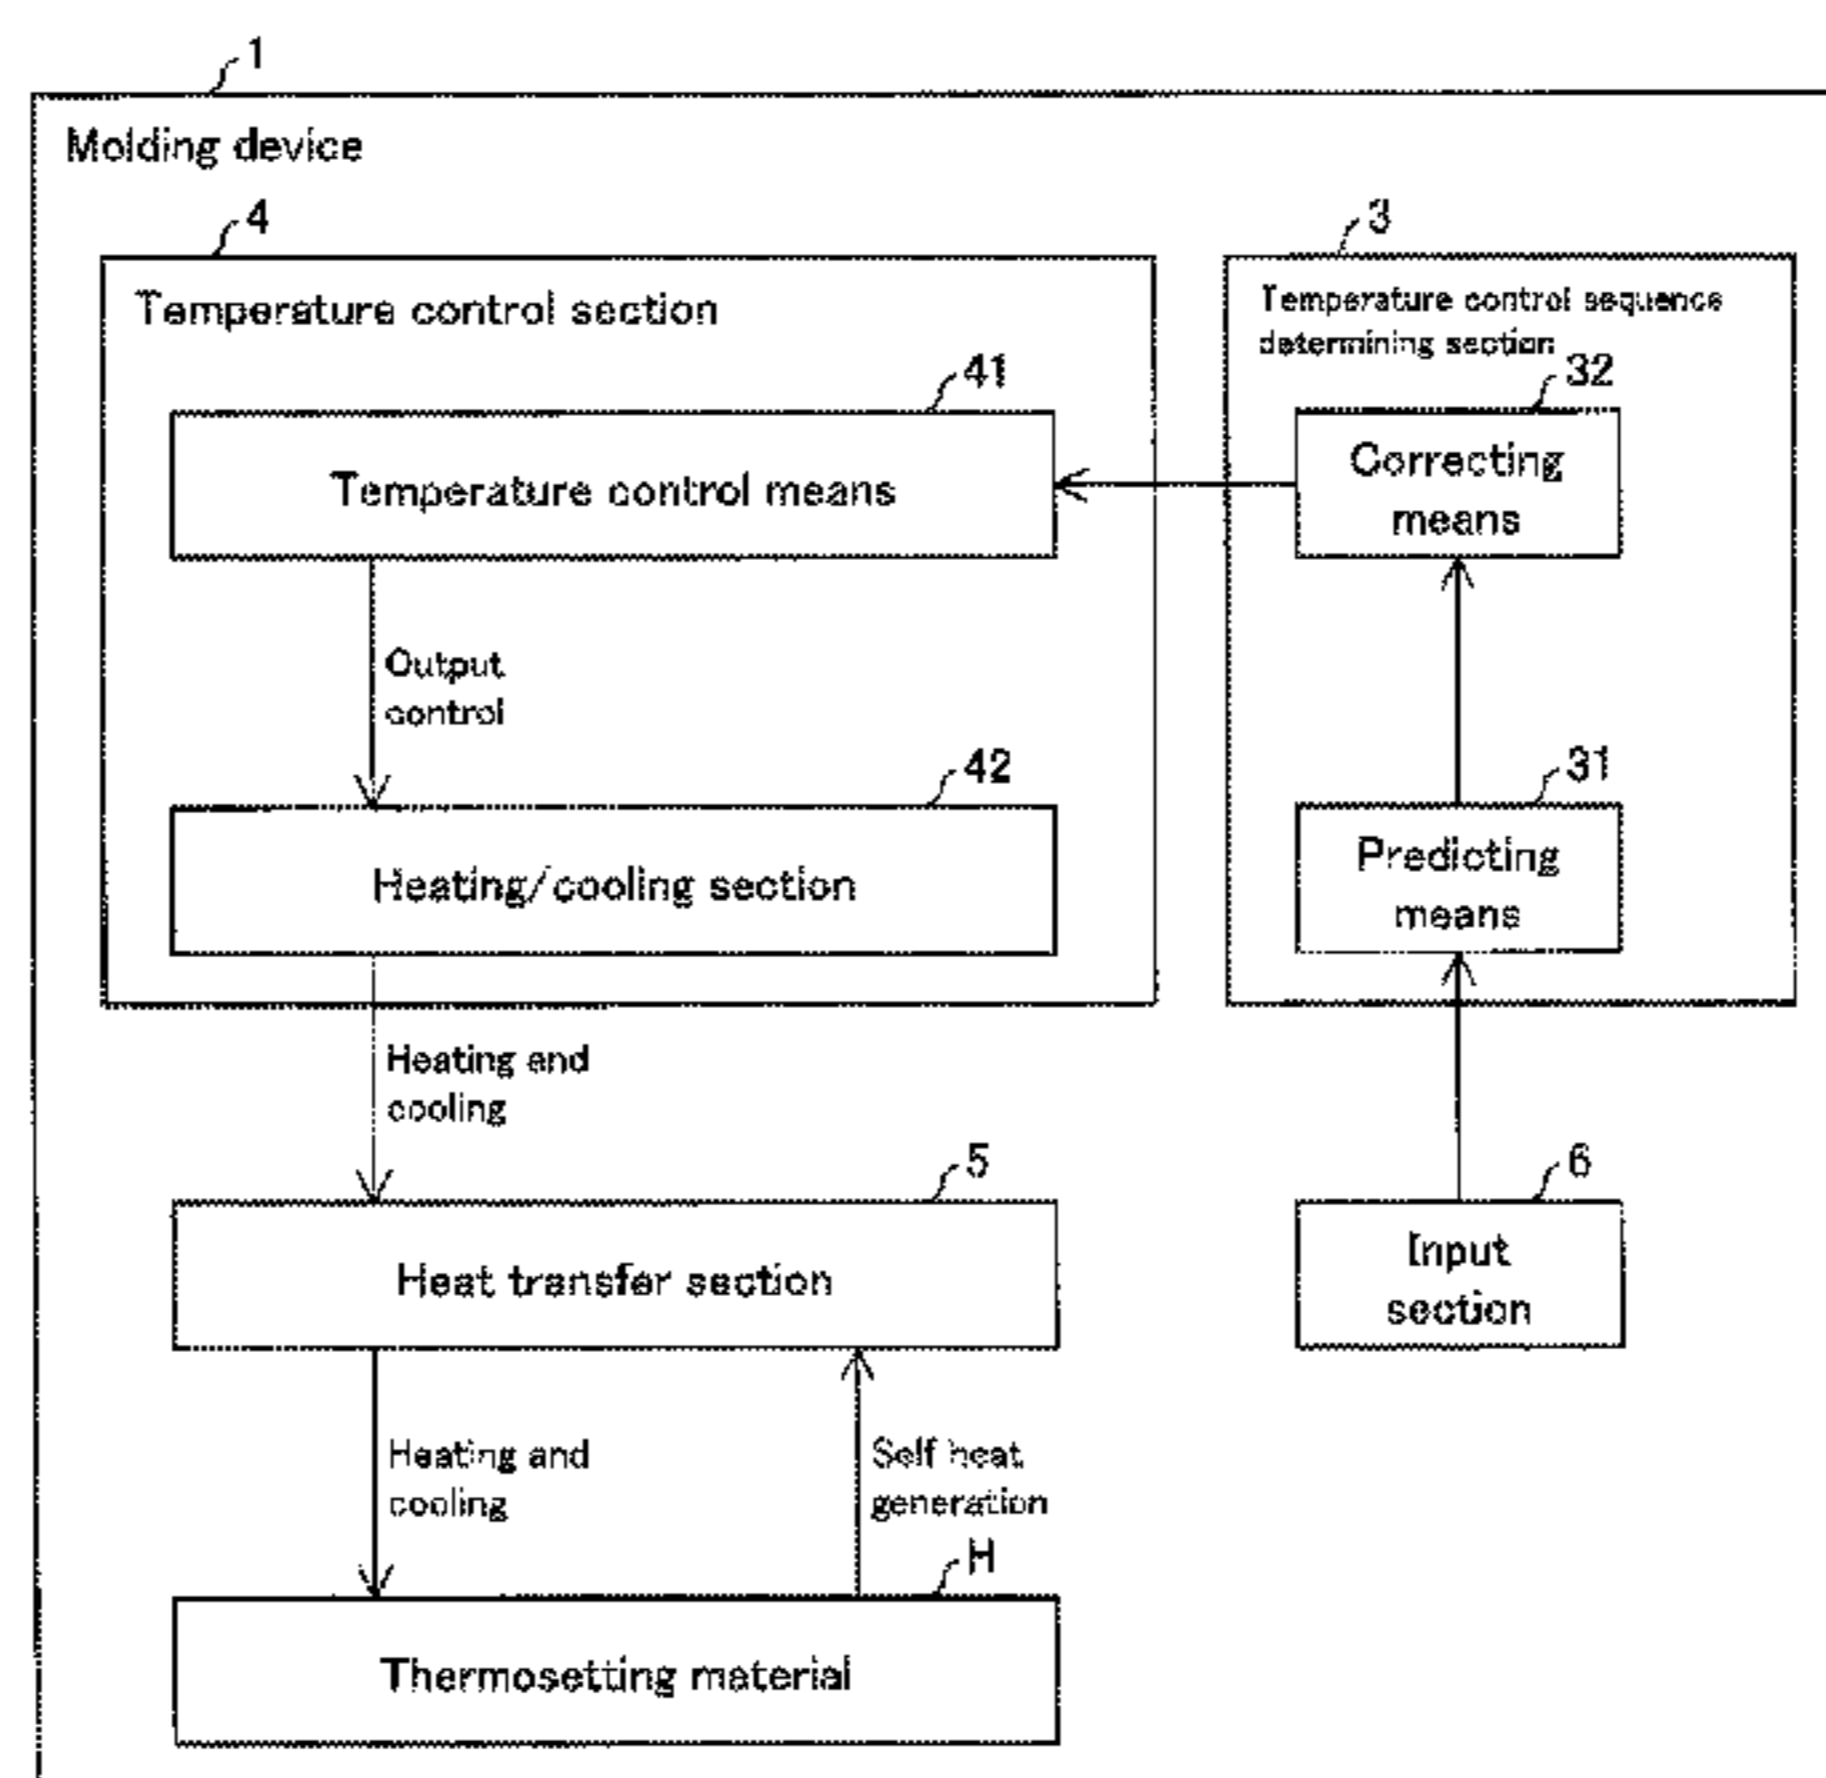 1
Molding device
4
Temperature control section
3
Temperature control sequence
determining section
41
Temperature control means
32
Correcting
means
Output
control
42
Heating/cooling section
31
Predicting
means
Heating and
cooling
5
Heat transfer section
6
Input
section
Heating and
cooling
Self heat
generation
H
Thermosetting material